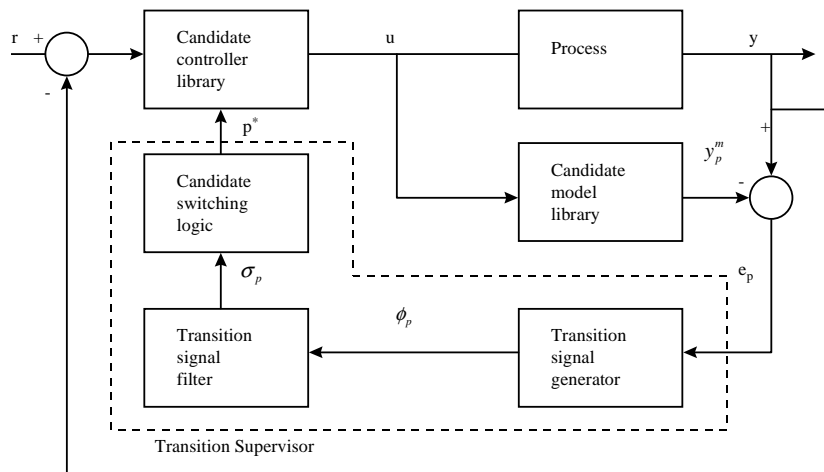 r
+
-
Candidate
controller
library
u
Process
y
p*
+
-
y_p^m
Candidate
switching
logic
Candidate
model
library
σ_p
e_p
ϕ_p
Transition
signal
filter
Transition
signal
generator
Transition Supervisor